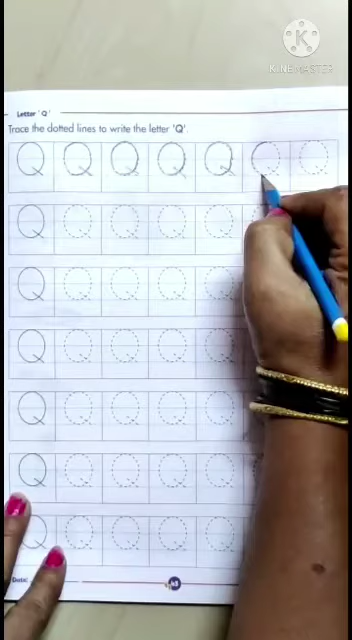 KINEMASTER
Letter 'Q'
Trace the dotted lines to write the letter 'Q'.
Q Q Q Q Q Q Q
Q Q Q Q Q
Q Q Q Q Q
Q Q Q Q Q
Q Q Q Q Q
Q Q Q Q Q
Q Q Q Q Q
Date: